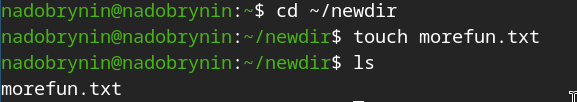 nadobrynin@nadobrynin:~$ cd ~/newdir
nadobrynin@nadobrynin:~/newdir$ touch morefun.txt
nadobrynin@nadobrynin:~/newdir$ ls
morefun.txt